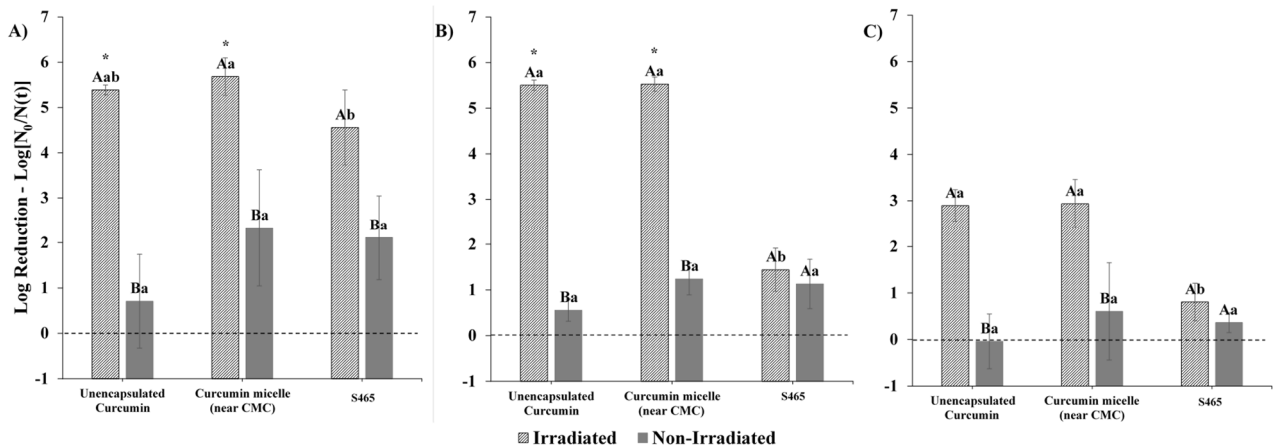 A)
Log Reduction - Log[N₀/N(t)]
7
6
5
4
3
2
1
0
-1
*
Aab
Ba
*
Aa
Ba
Ab
Ba
Unencapsulated
Curcumin
Curcumin micelle
(near CMC)
S465
B)
7
6
5
4
3
2
1
0
-1
*
Aa
Ba
*
Aa
Ba
Ab
Aa
Unencapsulated
Curcumin
Curcumin micelle
(near CMC)
S465
C)
7
6
5
4
3
2
1
0
-1
Aa
Ba
Aa
Ba
Ab
Aa
Unencapsulated
Curcumin
Curcumin micelle
(near CMC)
S465
Irradiated
Non-Irradiated